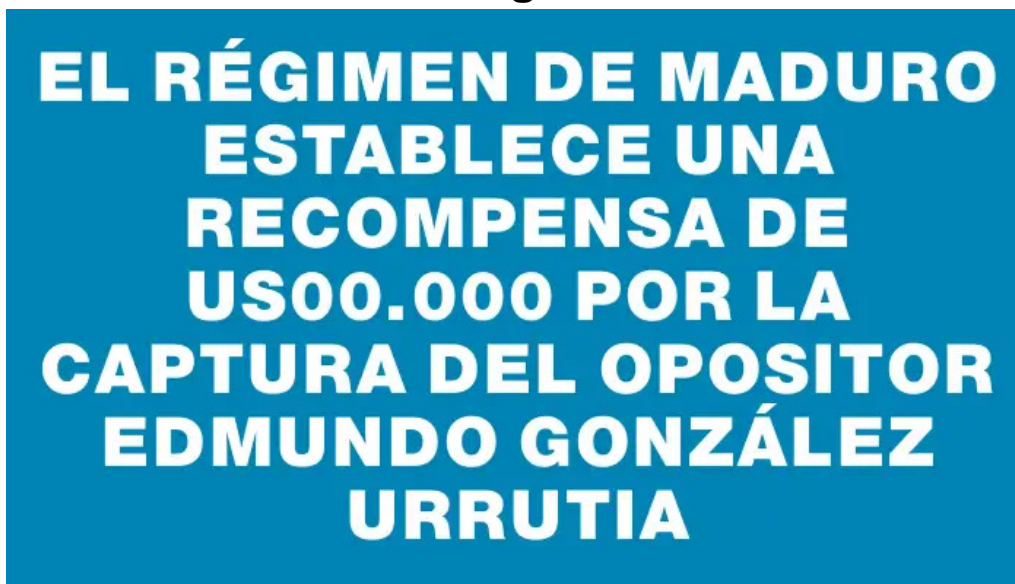 EL RÉGIMEN DE MADURO
ESTABLECE UNA
RECOMPENSA DE
US00.000 POR LA
CAPTURA DEL OPOSITOR
EDMUNDO GONZÁLEZ
URRUTIA